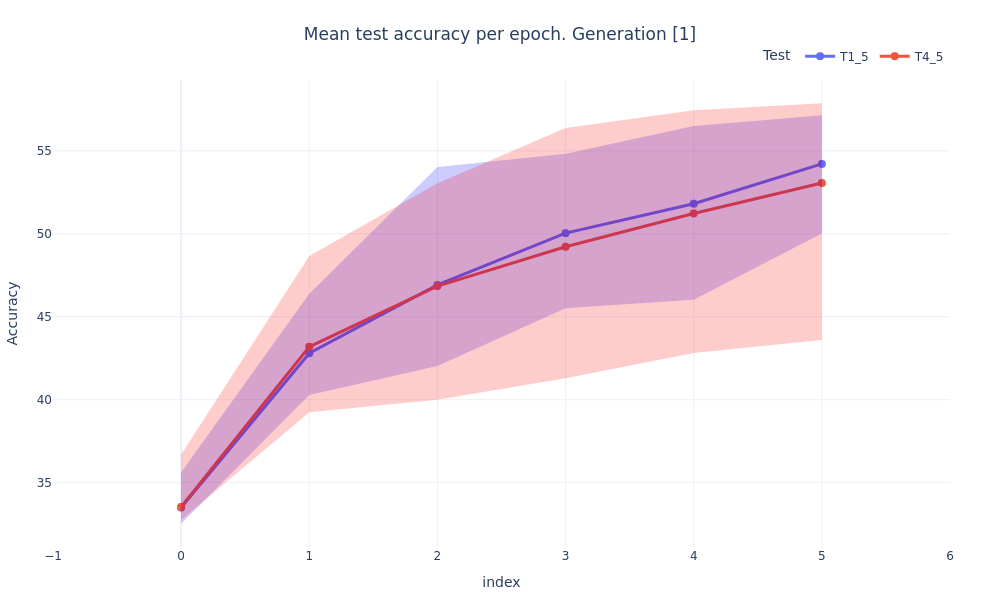 Mean test accuracy per epoch. Generation [1]
Test T1_5 T4_5
Accuracy
55
50
45
40
35
−1 0 1 2 3 4 5 6
index